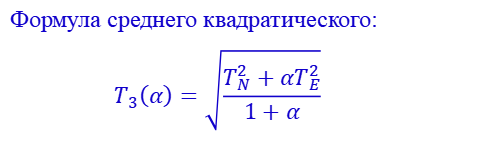 Формула среднего квадратического:
T₃(α) = √((T_N² + αT_E²)/(1 + α))